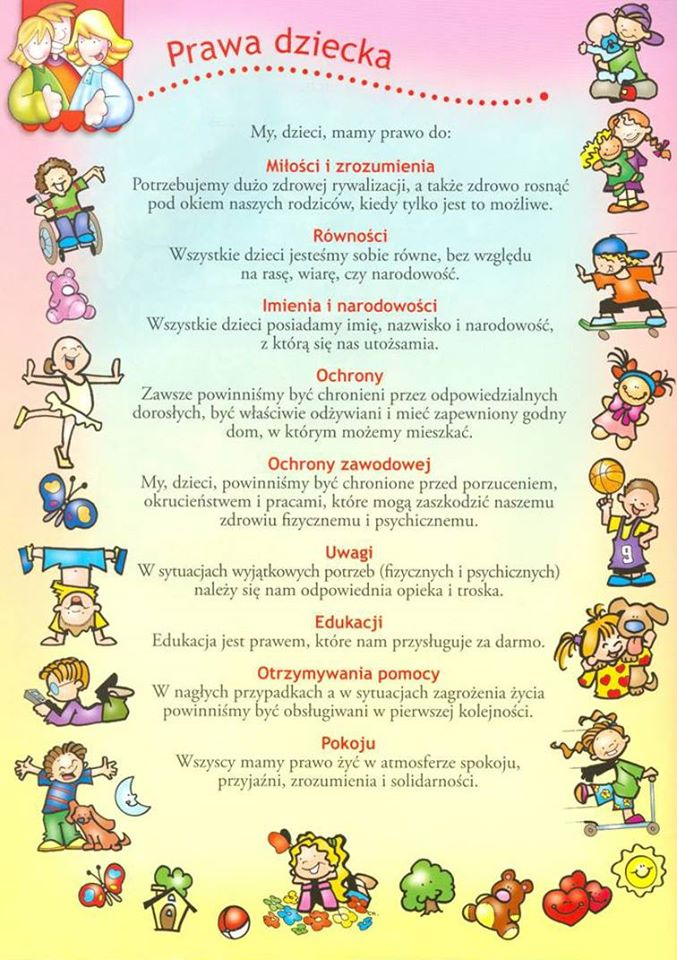 Prawa dziecka
My, dzieci, mamy prawo do:
Miłości i zrozumienia
Potrzebujemy dużo zdrowej rywalizacji, a także zdrowo rosnąć
pod okiem naszych rodziców, kiedy tylko jest to możliwe.
Równości
Wszystkie dzieci jesteśmy sobie równe, bez względu
na rasę, wiarę, czy narodowość.
Imienia i narodowości
Wszystkie dzieci posiadamy imię, nazwisko i narodowość,
z którą się nas utożsamia.
Ochrony
Zawsze powinniśmy być chronieni przez odpowiedzialnych
dorosłych, być właściwie odżywiani i mieć zapewniony godny
dom, w którym możemy mieszkać.
Ochrony zawodowej
My, dzieci, powinniśmy być chronione przed porzuceniem,
okrucieństwem i pracami, które mogą zaszkodzić naszemu
zdrowiu fizycznemu i psychicznemu.
Uwagi
W sytuacjach wyjątkowych potrzeb (fizycznych i psychicznych)
należy się nam odpowiednia opieka i troska.
Edukacji
Edukacja jest prawem, które nam przysługuje za darmo.
Otrzymywania pomocy
W nagłych przypadkach a w sytuacjach zagrożenia życia
powinniśmy być obsługiwani w pierwszej kolejności.
Pokoju
Wszyscy mamy prawo żyć w atmosferze spokoju,
przyjaźni, zrozumienia i solidarności.
9